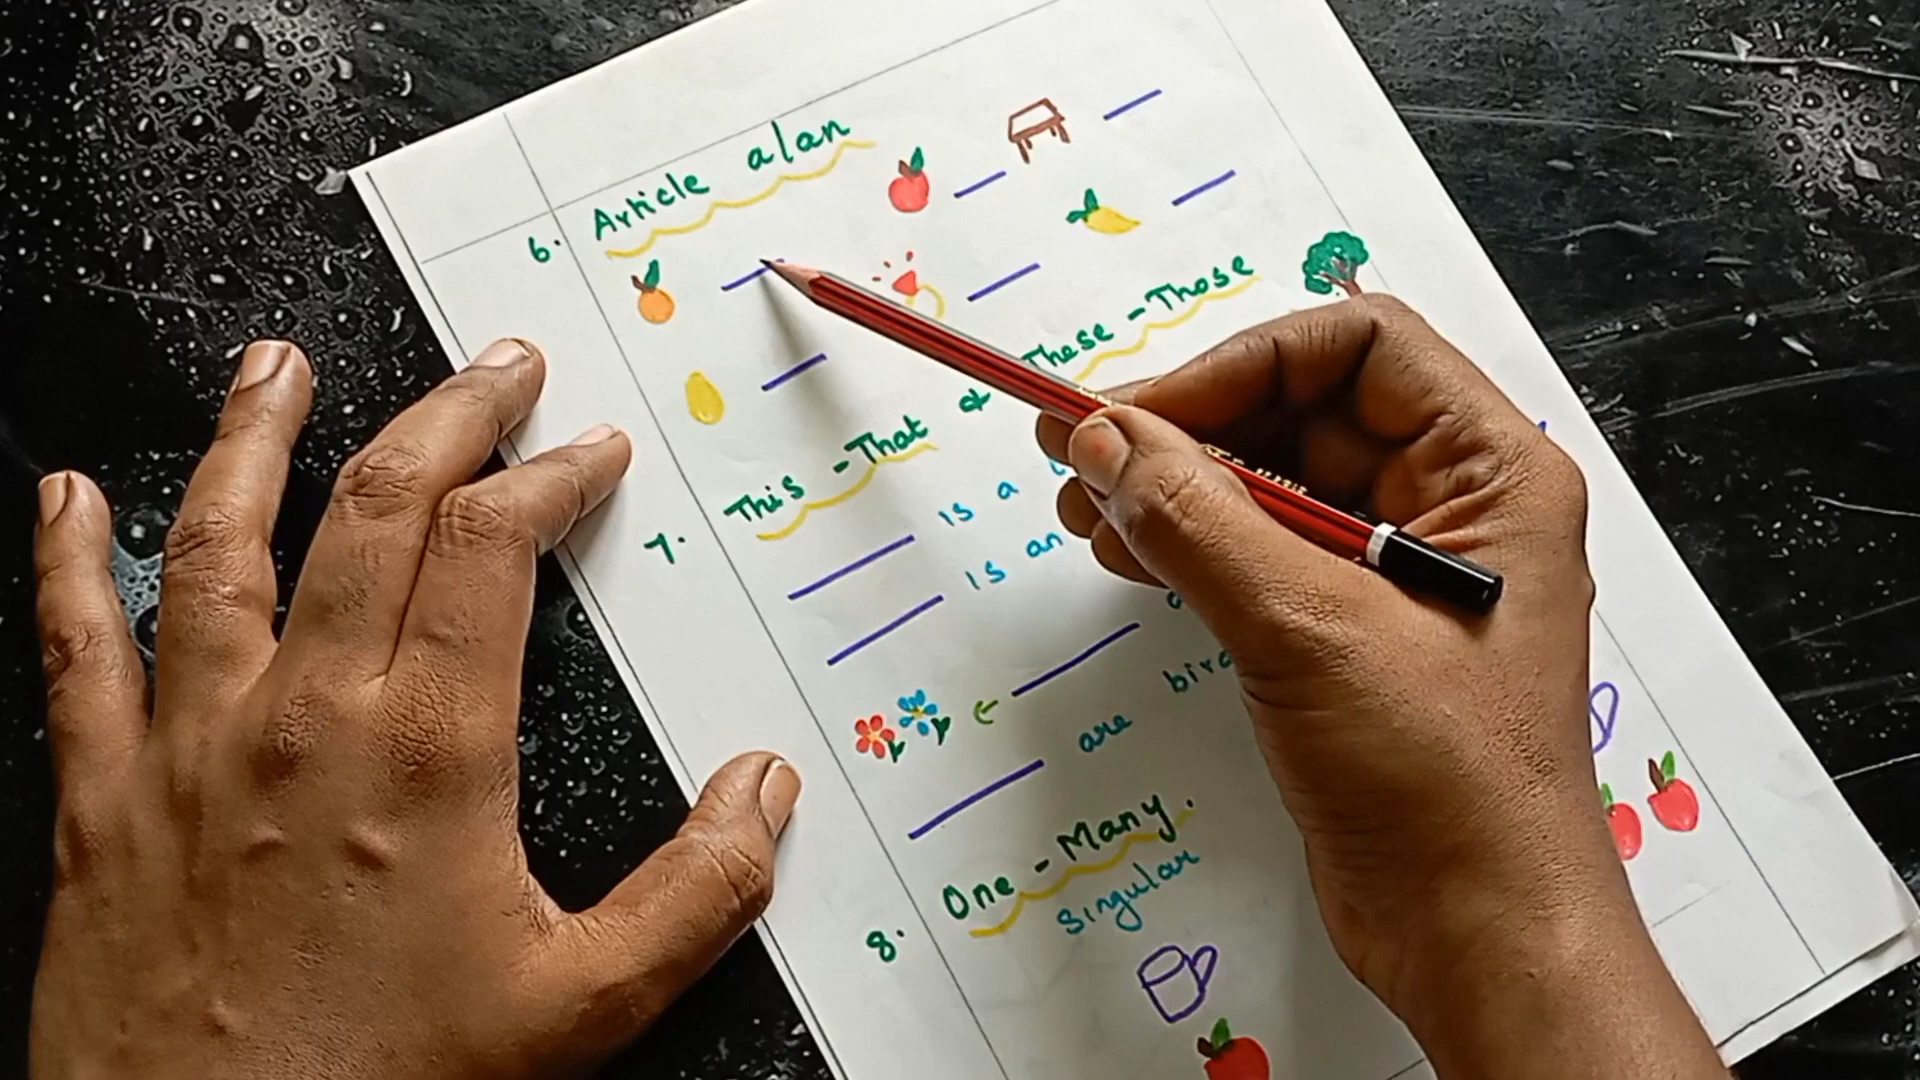 6. Article a/an
7. This - That & These - Those
is a
is an
are
8. One - Many.
Singular